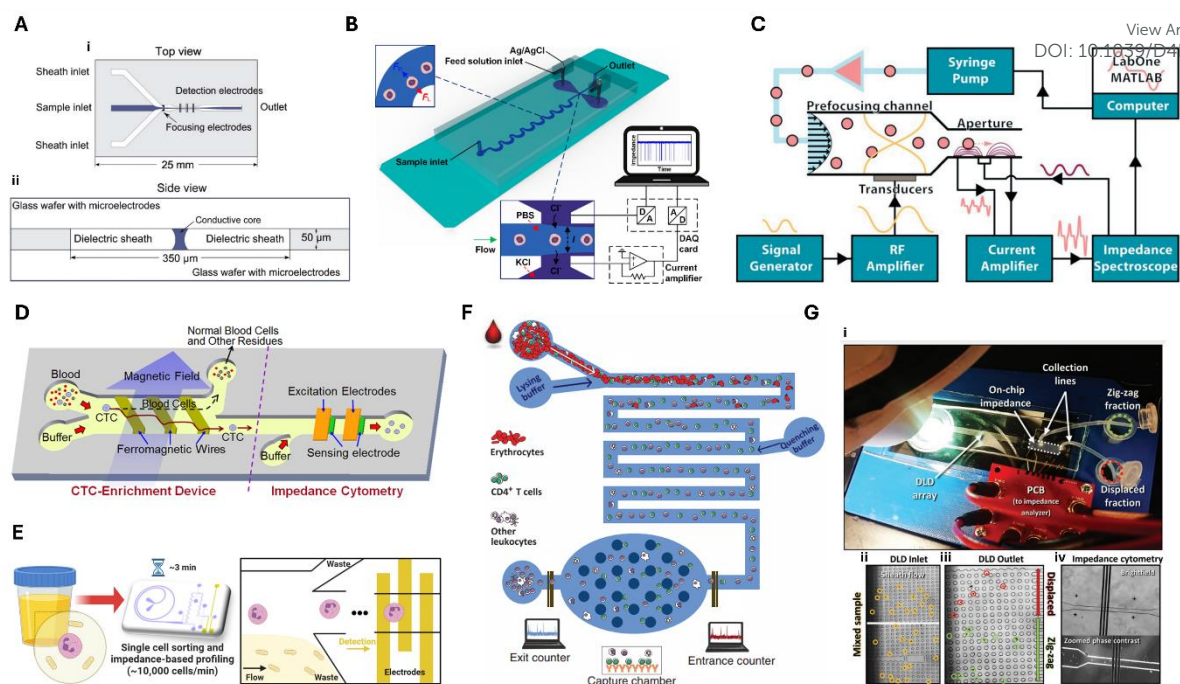 A
i
Top view
Sheath inlet
Detection electrodes
Sample inlet
Outlet
Focusing electrodes
Sheath inlet
25 mm
ii
Side view
Glass wafer with microelectrodes
Conductive core
Dielectric sheath
Dielectric sheath
50 µm
350 µm
Glass wafer with microelectrodes
B
Ag/AgCl
Feed solution inlet
Outlet
F
F_L
Sample inlet
Impedance
Time
PBS
Cl⁻
Flow
l
KCl
Cl⁻
D
A
A
D
DAQ
card
Current
amplifier
C
View Ar
DOI: 10.1039/D4
Syringe
Pump
LabOne
MATLAB
Computer
Prefocusing channel
Aperture
Transducers
Signal
Generator
RF
Amplifier
Current
Amplifier
Impedance
Spectroscope
D
Normal Blood Cells
and Other Residues
Blood
Magnetic Field
Blood Cells
CTC
Buffer
Ferromagnetic Wires
CTC
Excitation Electrodes
Buffer
Sensing electrode
CTC-Enrichment Device
Impedance Cytometry
E
~3 min
Single cell sorting and
impedance-based profiling
(~10,000 cells/min)
Waste
Detection
Flow
Waste
Electrodes
F
Lysing
buffer
Quenching
buffer
Erythrocytes
CD4⁺ T cells
Other
leukocytes
Exit counter
Entrance counter
Capture chamber
G
i
Collection
lines
On-chip
impedance
Zig-zag
fraction
DLD
array
PCB
(to impedance
analyzer)
Displaced
fraction
ii
DLD Inlet
Sheath flow
Mixed sample
iii
DLD Outlet
Displaced
Zig-zag
iv
Impedance cytometry
Brightfield
Zoomed phase contrast